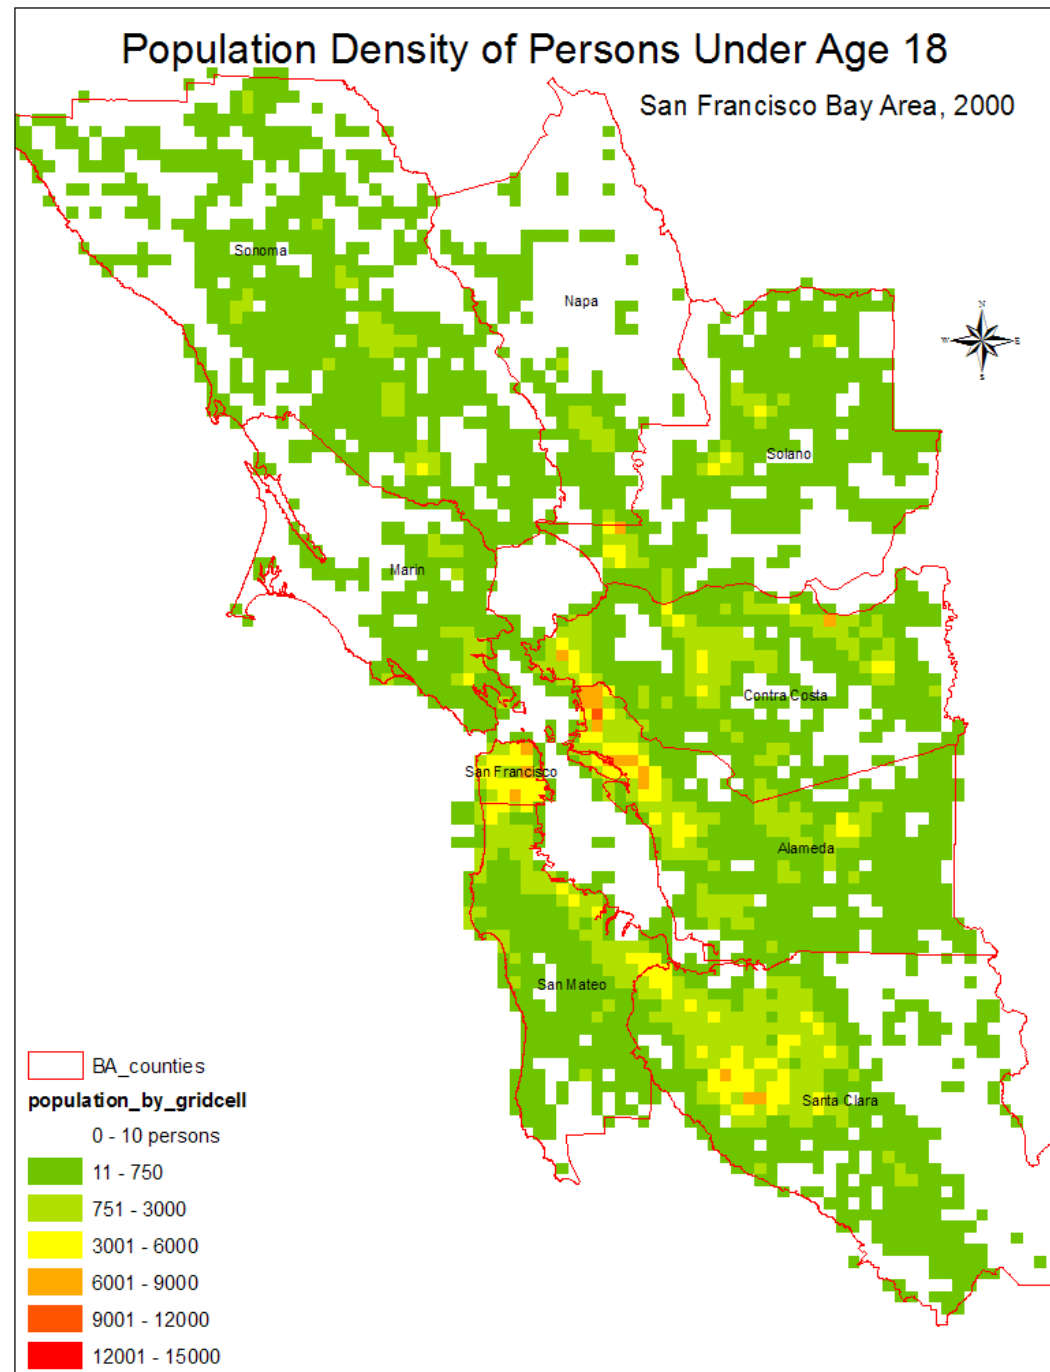 Population Density of Persons Under Age 18
San Francisco Bay Area, 2000
Sonoma
Napa
N
W
E
S
Solano
Marin
Contra Costa
San Francisco
Alameda
San Mateo
Santa Clara
BA_counties
population_by_gridcell
0 - 10 persons
11 - 750
751 - 3000
3001 - 6000
6001 - 9000
9001 - 12000
12001 - 15000